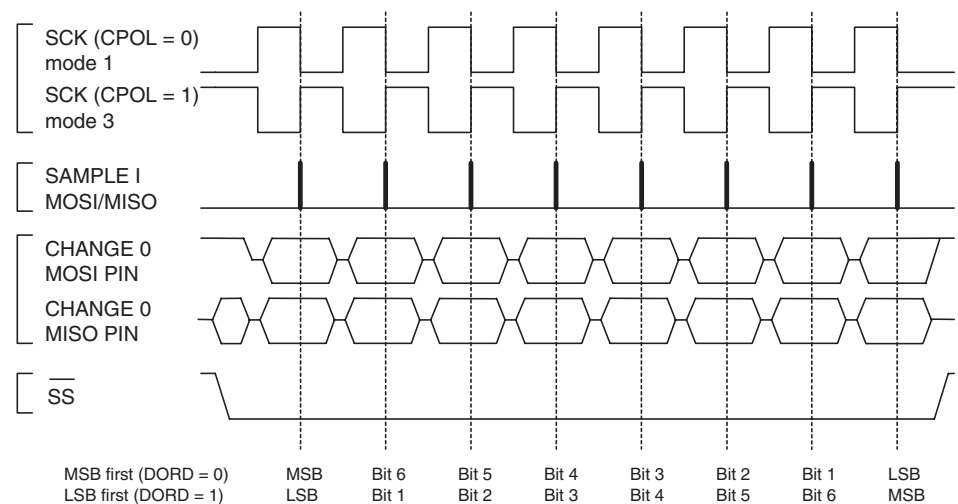 SCK (CPOL = 0)
mode 1
SCK (CPOL = 1)
mode 3
SAMPLE I
MOSI/MISO
CHANGE 0
MOSI PIN
CHANGE 0
MISO PIN
SS
MSB first (DORD = 0) MSB Bit 6 Bit 5 Bit 4 Bit 3 Bit 2 Bit 1 LSB
LSB first (DORD = 1) LSB Bit 1 Bit 2 Bit 3 Bit 4 Bit 5 Bit 6 MSB